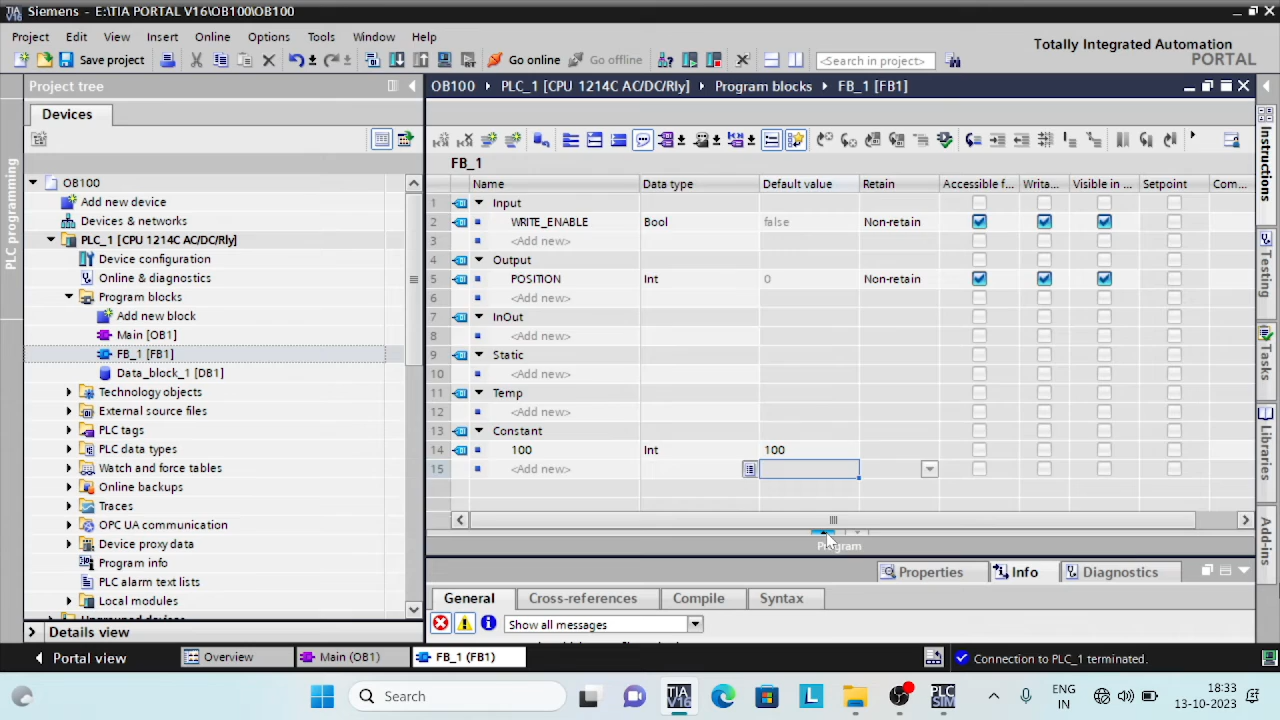 Siemens - E:\TIA PORTAL V16\OB100\OB100
Project Edit View Insert Online Options Tools Window Help
Totally Integrated Automation
PORTAL
Save project
Go online
Go offline
<Search in project>
Project tree
OB100 PLC_1 [CPU 1214C AC/DC/Rly] Program blocks FB_1 [FB1]
Devices
PLC programming
OB100
Add new device
Devices & networks
PLC_1 [CPU 1214C AC/DC/Rly]
Device configuration
Online & diagnostics
Program blocks
Add new block
Main [OB1]
FB_1 [FB1]
Data_block_1 [DB1]
Technology objects
External source files
PLC tags
PLC data types
Watch and force tables
Online backups
Traces
OPC UA communication
Device proxy data
Program info
PLC alarm text lists
Local modules
Details view
FB_1
Name Data type Default value Retain Accessible f... Writa... Visible in ... Setpoint Com...
1 Input
2 WRITE_ENABLE Bool false Non-retain
3 <Add new>
4 Output
5 POSITION Int 0 Non-retain
6 <Add new>
7 InOut
8 <Add new>
9 Static
10 <Add new>
11 Temp
12 <Add new>
13 Constant
14 100 Int 100
15 <Add new>
Program
Properties Info Diagnostics
General Cross-references Compile Syntax
Show all messages
Instructions
Testing
Tasks
Libraries
Add-ins
Portal view Overview Main (OB1) FB_1 (FB1) Connection to PLC_1 terminated.
Search
ENG
IN
18:33
13-10-2023